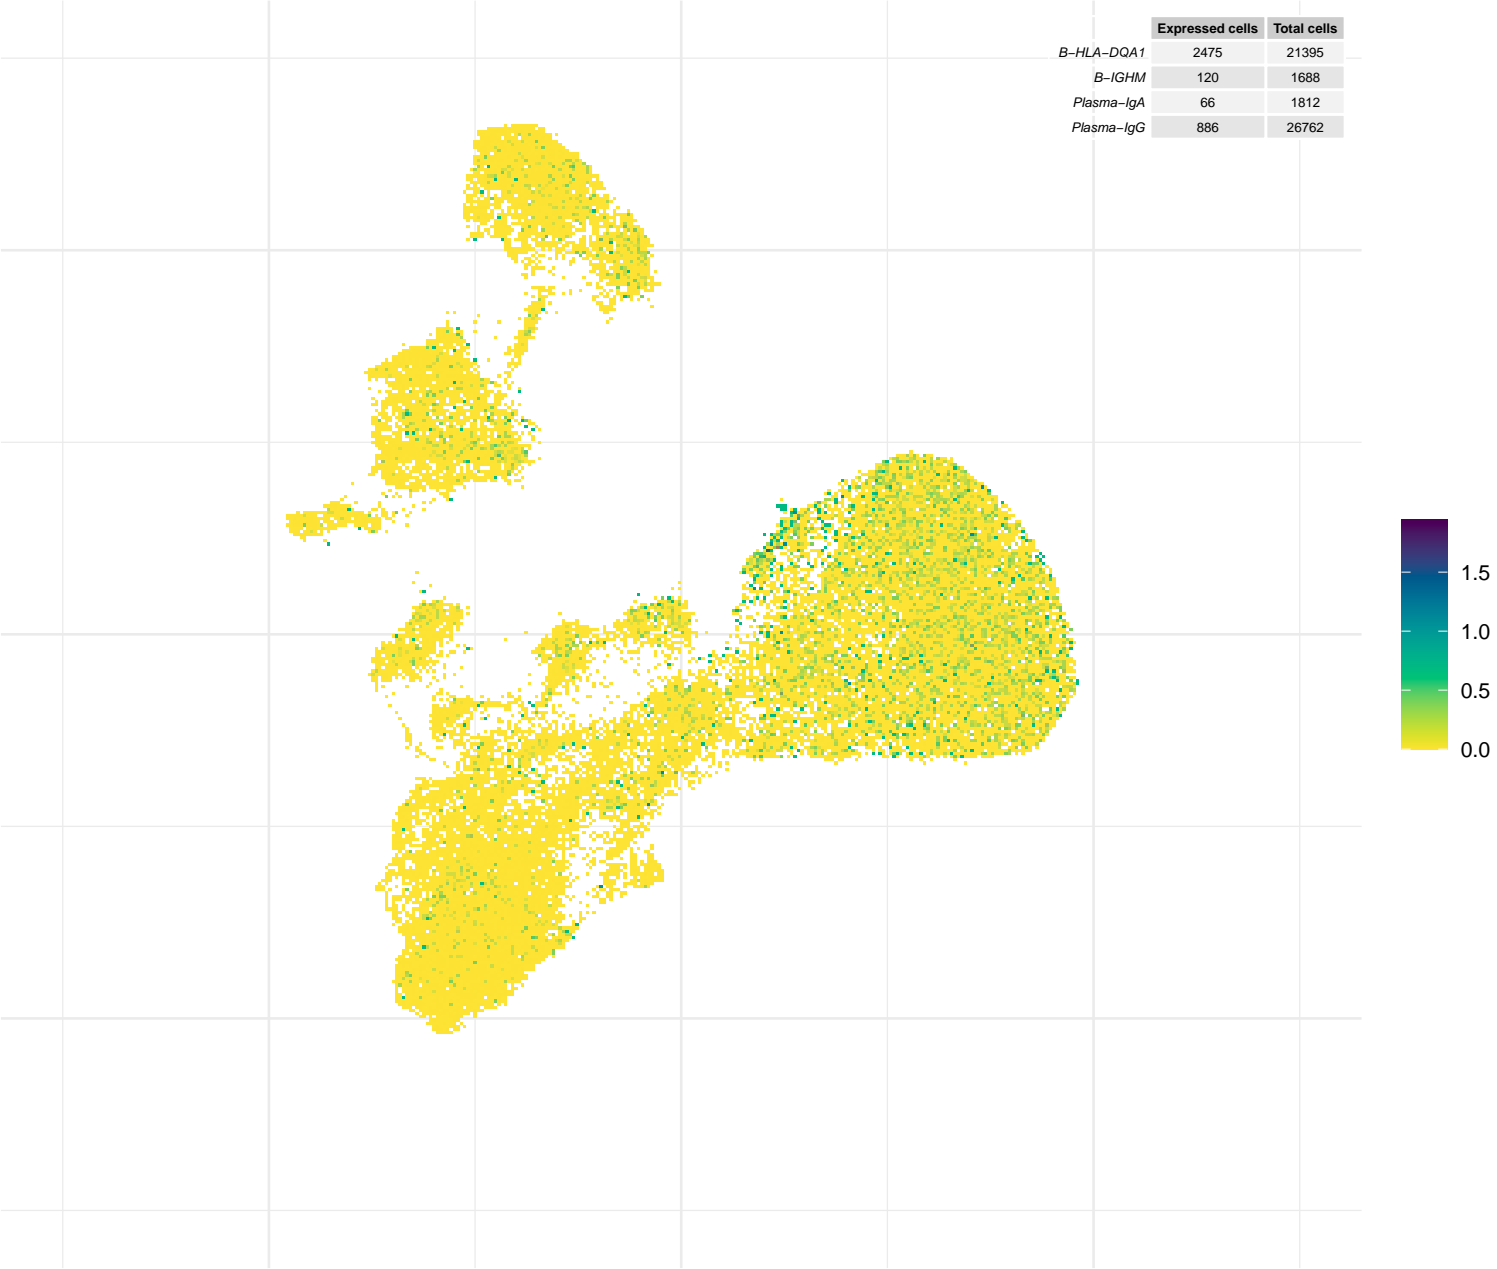 Expressed cells Total cells
B−HLA−DQA1 2475 21395
B−IGHM 120 1688
Plasma−IgA 66 1812
Plasma−IgG 886 26762
1.5
1.0
0.5
0.0